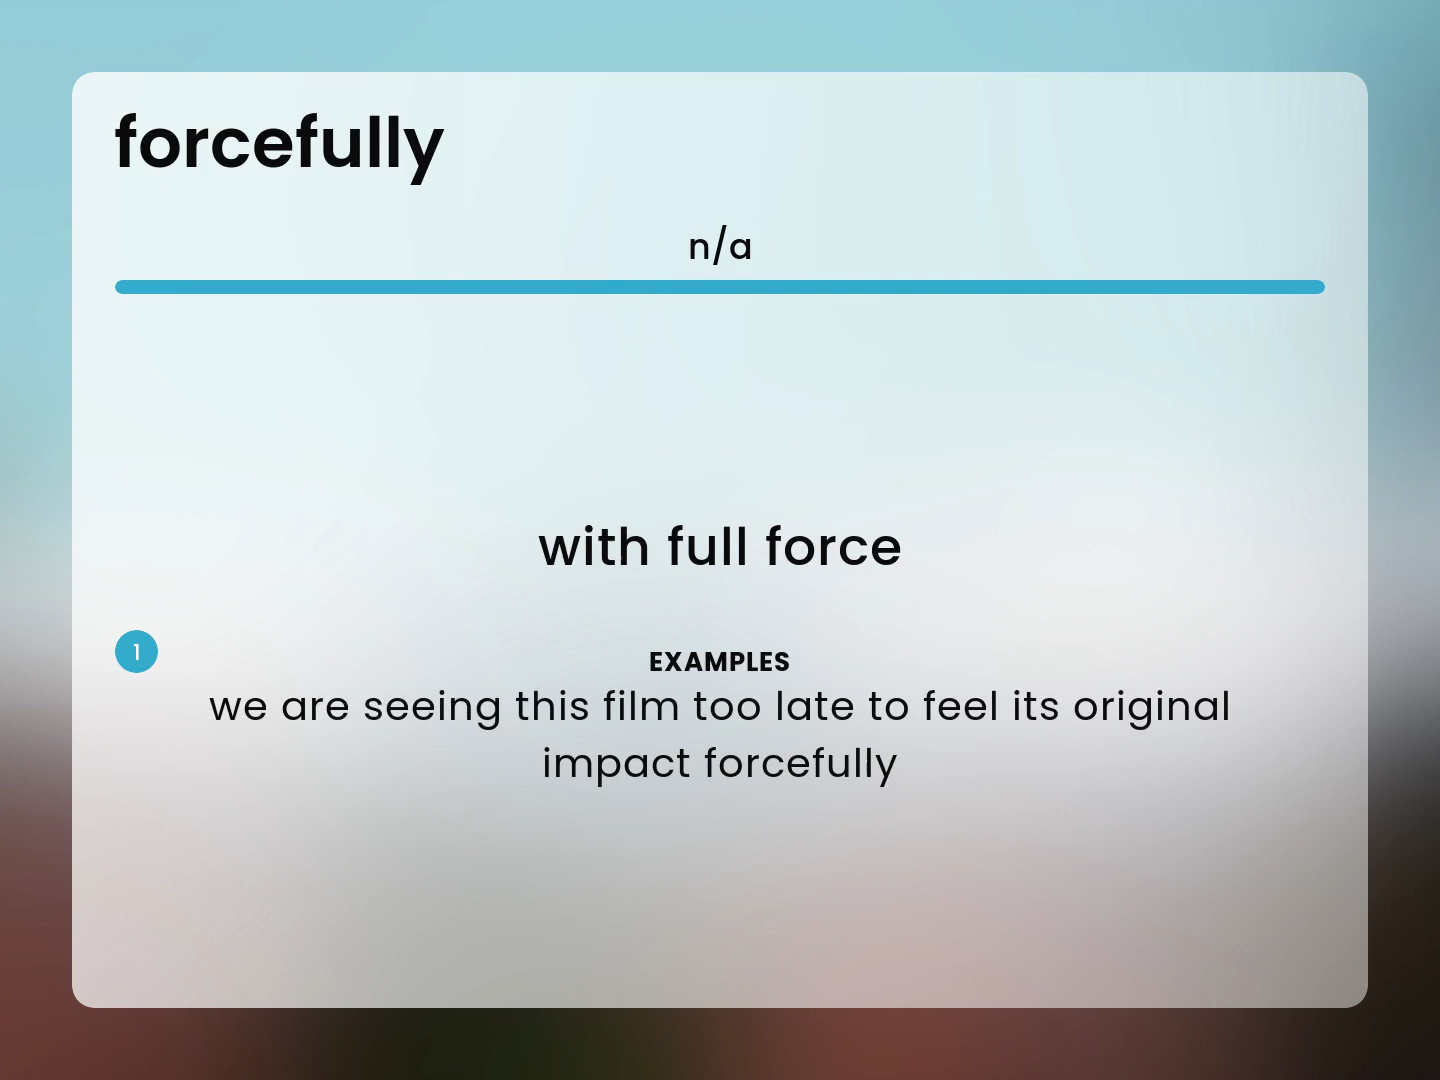 forcefully
n/a
with full force
1
EXAMPLES
we are seeing this film too late to feel its original
impact forcefully